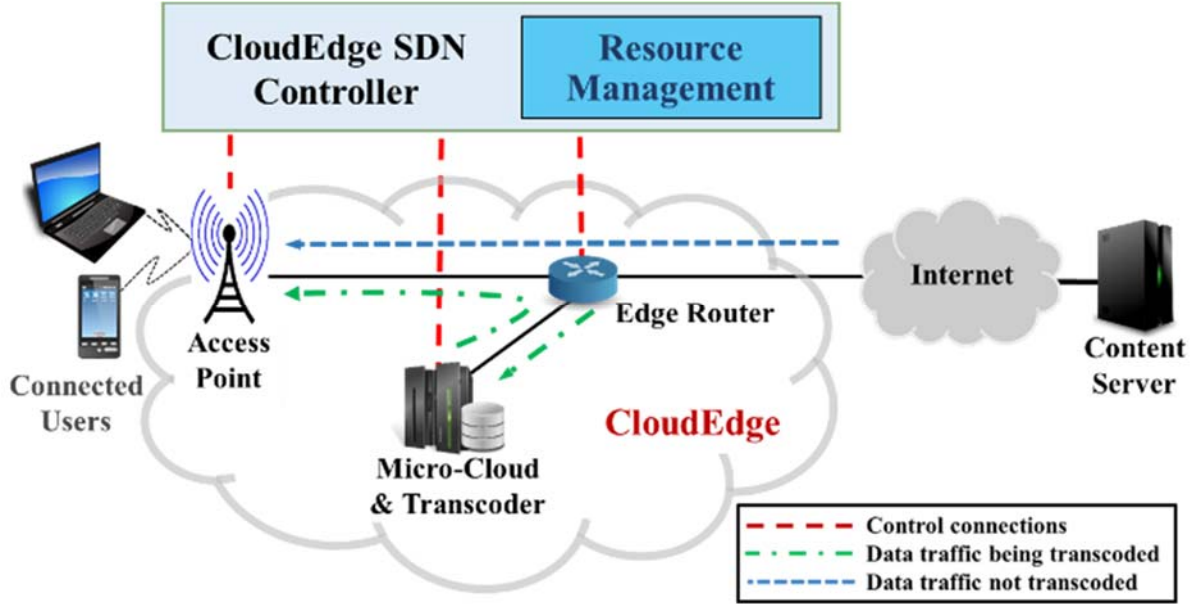 CloudEdge SDN
Controller
Resource
Management
Internet
Edge Router
Access
Point
Content
Server
Connected
Users
CloudEdge
Micro-Cloud
& Transcoder
Control connections
Data traffic being transcoded
Data traffic not transcoded